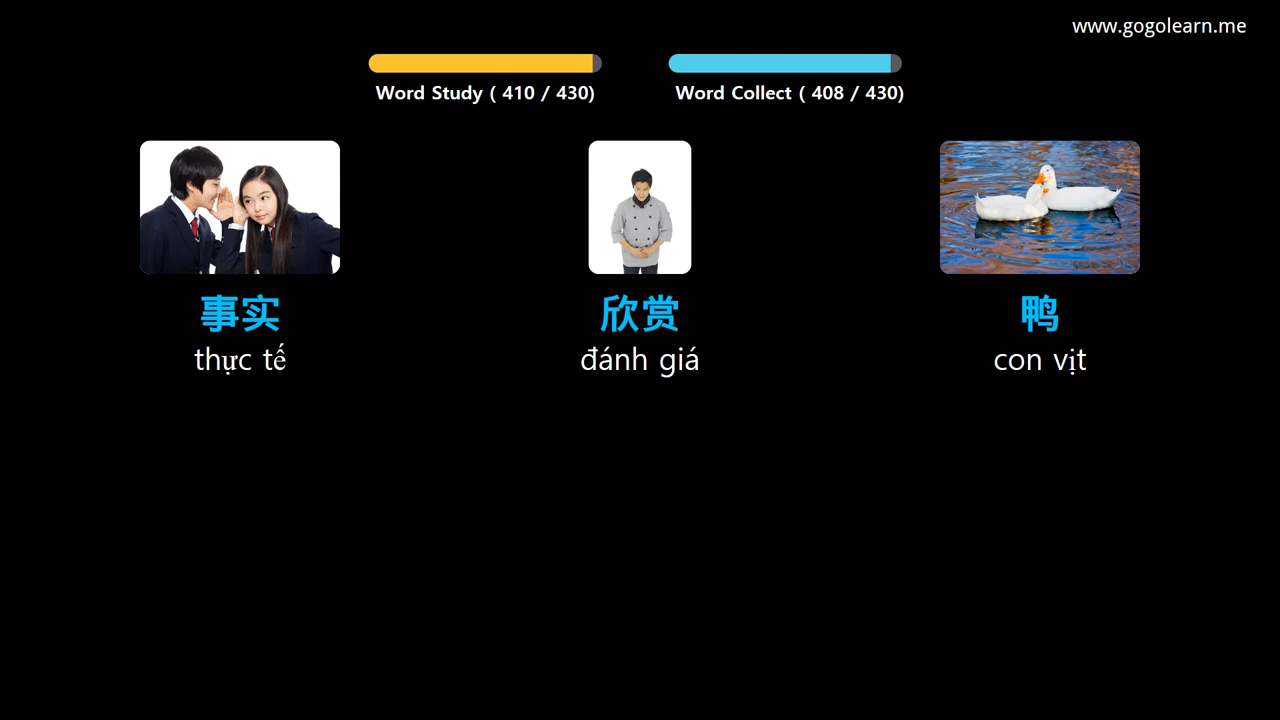 www.gogolearn.me
Word Study ( 410 / 430)
Word Collect ( 408 / 430)
事实
欣赏
鸭
thực tế
đánh giá
con vịt